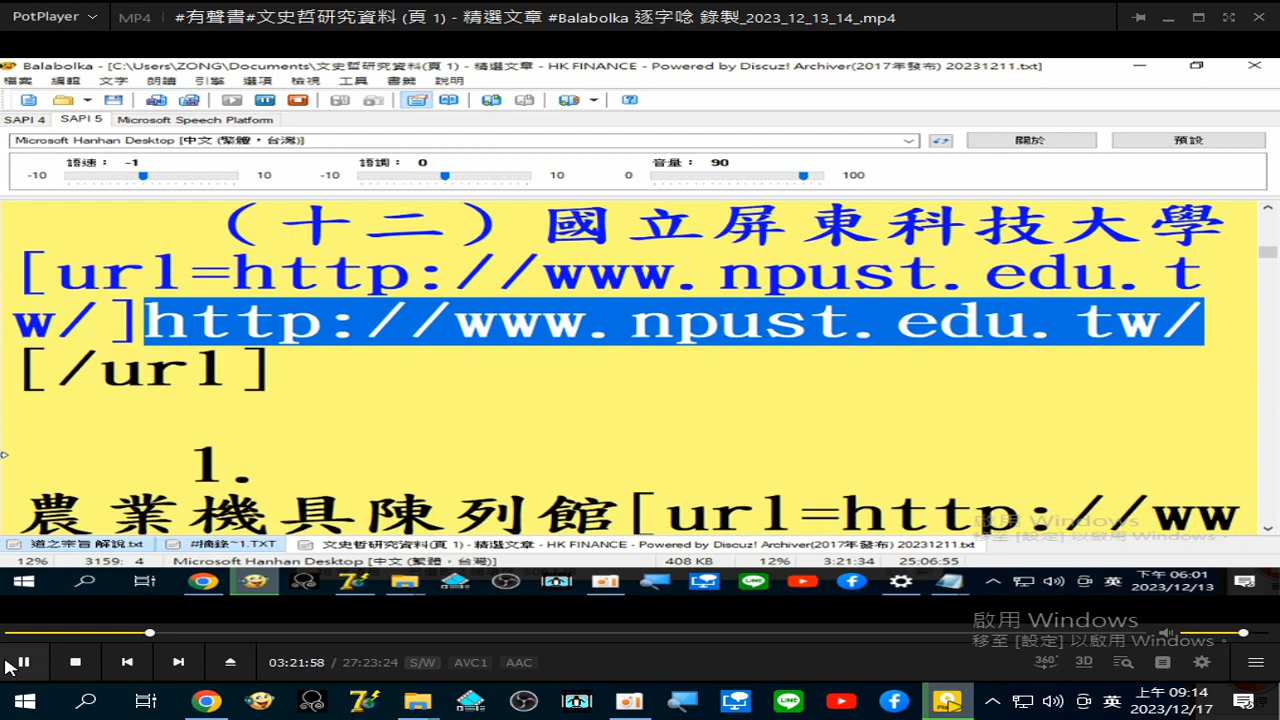 PotPlayer MP4 #有聲書#文史哲研究資料 (頁 1) - 精選文章 #Balabolka 逐字唸 錄製_2023_12_13_14_.mp4
Balabolka - [C:\Users\ZONG\Documents\文史哲研究資料(頁 1) - 精選文章 - HK FINANCE - Powered by Discuz! Archiver(2017年發布) 20231211.txt]
檔案 編輯 文字 朗讀 引擎 選項 檢視 工具 書籤 說明
SAPI 4 SAPI 5 Microsoft Speech Platform
Microsoft Hanhan Desktop [中文 (繁體，台灣)] 關於 預設
語速： -1 語調： 0 音量： 90
-10 10 -10 10 0 100
（十二）國立屏東科技大學
[url=http://www.npust.edu.t
w/]http://www.npust.edu.tw/
[/url]
1.
農業機具陳列館[url=http://ww
啟用 Windows
移至 [設定] 以啟用 Windows。
道之宗旨 解說.txt #摘錄~1.TXT 文史哲研究資料(頁 1) - 精選文章 - HK FINANCE - Powered by Discuz! Archiver(2017年發布) 20231211.txt
12% 3159: 4 Microsoft Hanhan Desktop [中文 (繁體，台灣)] 408 KB 12% 3:21:34 25:06:55
英 下午 06:01
2023/12/13
啟用 Windows
移至 [設定] 以啟用 Windows。
03:21:58 / 27:23:24 S/W AVC1 AAC 360° 3D
英 上午 09:14
2023/12/17